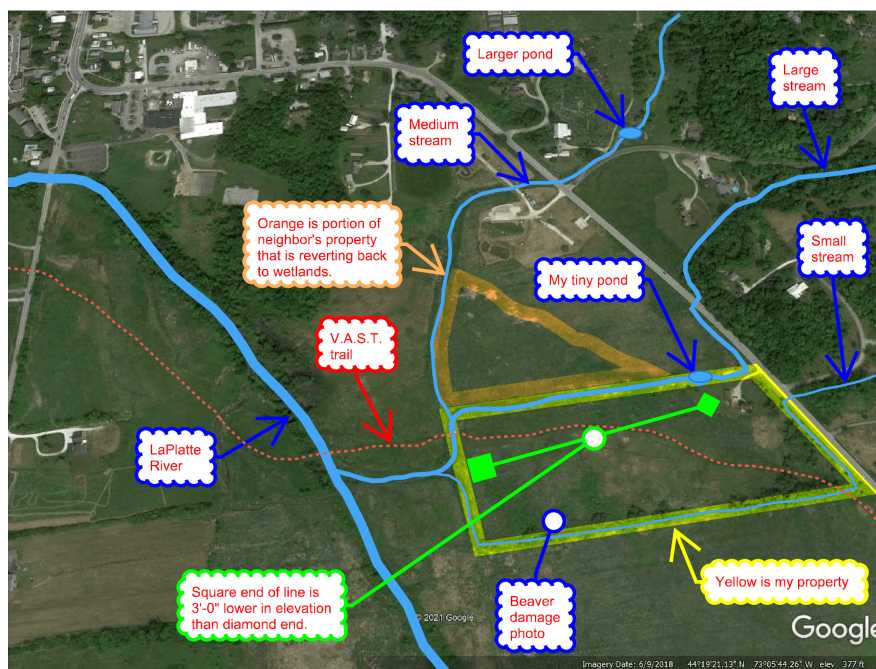 Larger pond
Large
stream
Medium
stream
Orange is portion of
neighbor's property
that is reverting back
to wetlands.
Small
stream
My tiny pond
V.A.S.T.
trail
LaPlatte
River
Square end of line is
3'-0" lower in elevation
than diamond end.
Beaver
damage
photo
Yellow is my property
© 2021 Google
Google
Imagery Date: 6/9/2018 44°19'21.13" N 73°05'44.26" W elev 377 ft